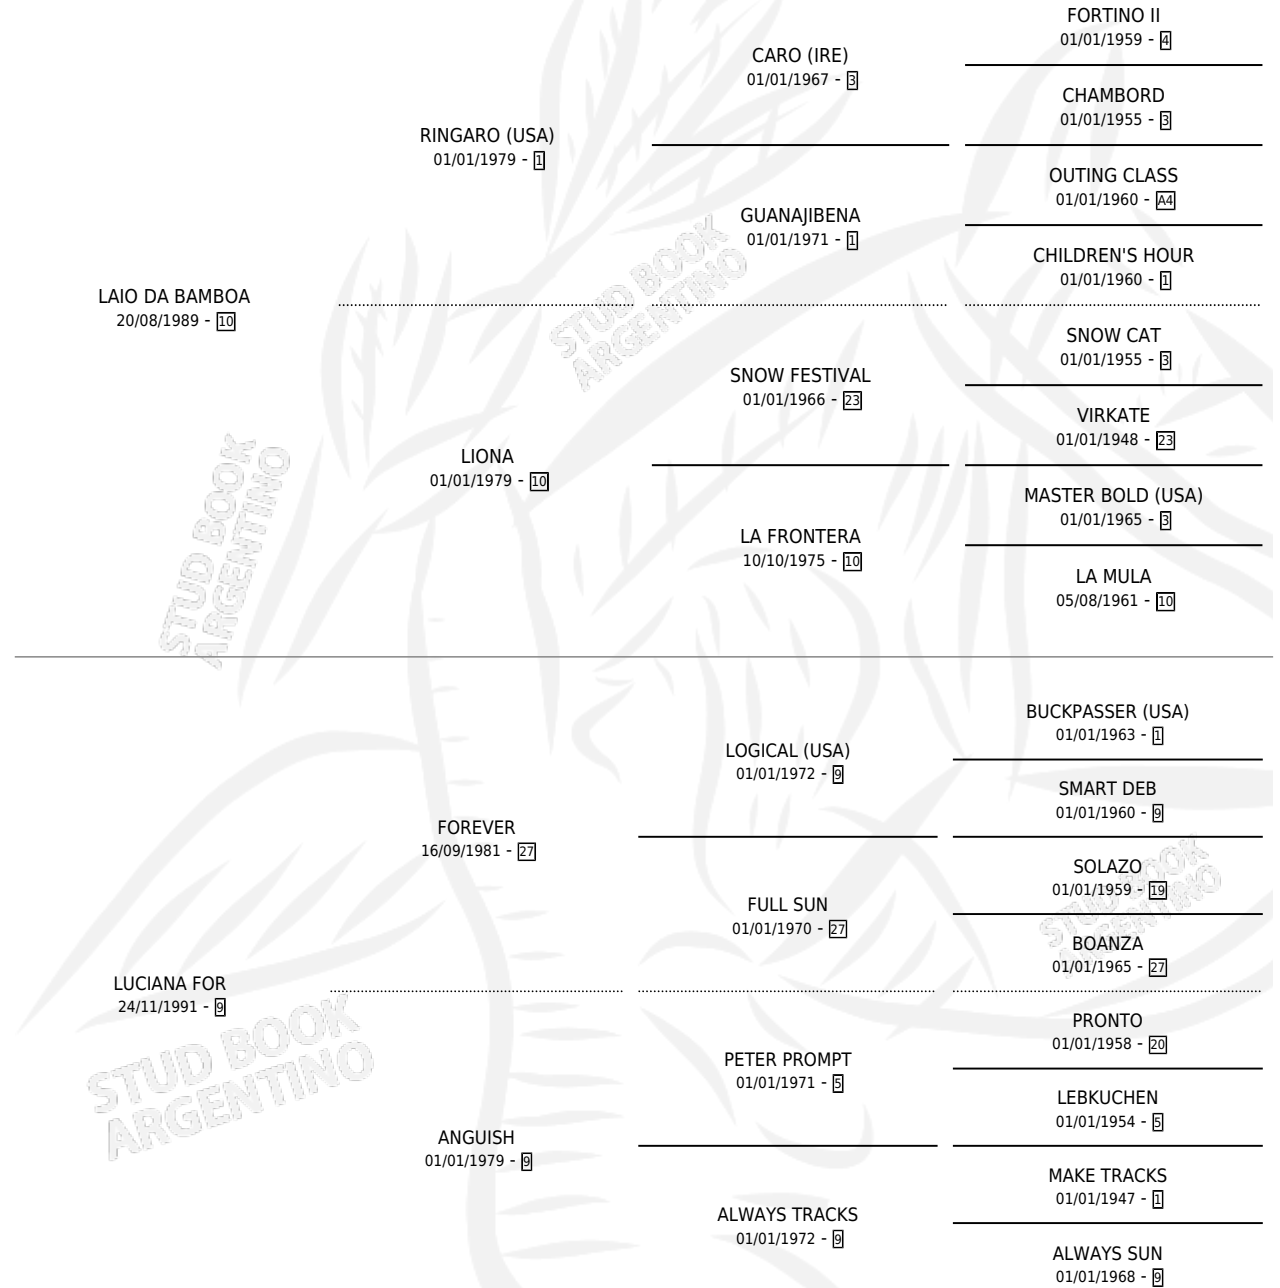 FORTINO II
01/01/1959 - 4
CARO (IRE)
01/01/1967 - 3
CHAMBORD
01/01/1955 - 3
RINGARO (USA)
01/01/1979 - 1
OUTING CLASS
01/01/1960 - A4
GUANAJIBENA
01/01/1971 - 1
CHILDREN'S HOUR
01/01/1960 - 1
LAIO DA BAMBOA
20/08/1989 - 10
STUD BOOK
ARGENTINO
SNOW CAT
01/01/1955 - 3
SNOW FESTIVAL
01/01/1966 - 23
VIRKATE
01/01/1948 - 23
LIONA
01/01/1979 - 10
MASTER BOLD (USA)
01/01/1965 - 3
LA FRONTERA
10/10/1975 - 10
LA MULA
05/08/1961 - 10
STUD BOOK
ARGENTINO
BUCKPASSER (USA)
01/01/1963 - 1
LOGICAL (USA)
01/01/1972 - 9
SMART DEB
01/01/1960 - 9
FOREVER
16/09/1981 - 27
SOLAZO
01/01/1959 - 19
FULL SUN
01/01/1970 - 27
STUD BOOK
ARGENTINO
BOANZA
01/01/1965 - 27
LUCIANA FOR
24/11/1991 - 9
PRONTO
01/01/1958 - 20
PETER PROMPT
01/01/1971 - 5
LEBKUCHEN
01/01/1954 - 5
STUD BOOK
ARGENTINO
ANGUISH
01/01/1979 - 9
MAKE TRACKS
01/01/1947 - 1
ALWAYS TRACKS
01/01/1972 - 9
ALWAYS SUN
01/01/1968 - 9